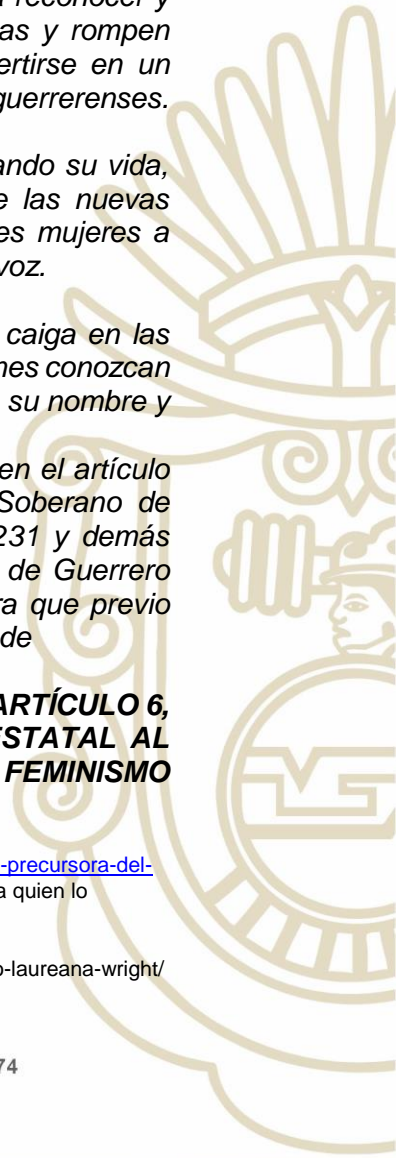 reconocer y
as y rompen
ertirse en un
guerrerenses.
ando su vida,
e las nuevas
es mujeres a
voz.
caiga en las
nes conozcan
su nombre y
en el artículo
Soberano de
231 y demás
de Guerrero
ra que previo
de
ARTÍCULO 6,
ESTATAL AL
FEMINISMO
-precursora-del-
a quien lo
o-laureana-wright/
74